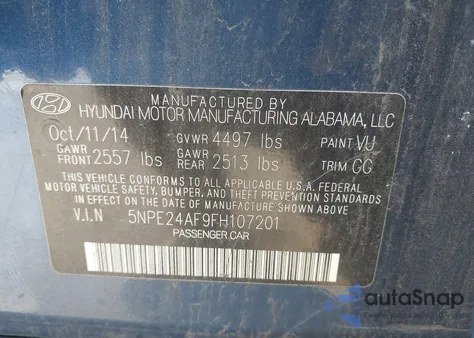 MANUFACTURED BY
HYUNDAI MOTOR MANUFACTURING ALABAMA, LLC
Oct/11/14 GVWR 4497 lbs PAINT VU
GAWR FRONT 2557 lbs GAWR REAR 2513 lbs TRIM GG
THIS VEHICLE CONFORMS TO ALL APPLICABLE U.S.A. FEDERAL
MOTOR VEHICLE SAFETY, BUMPER, AND THEFT PREVENTION
STANDARDS IN EFFECT ON THE DATE OF MANUFACTURE SHOWN ABOVE
V.I.N 5NPE24AF9FH107201
PASSENGER CAR
autoSnap